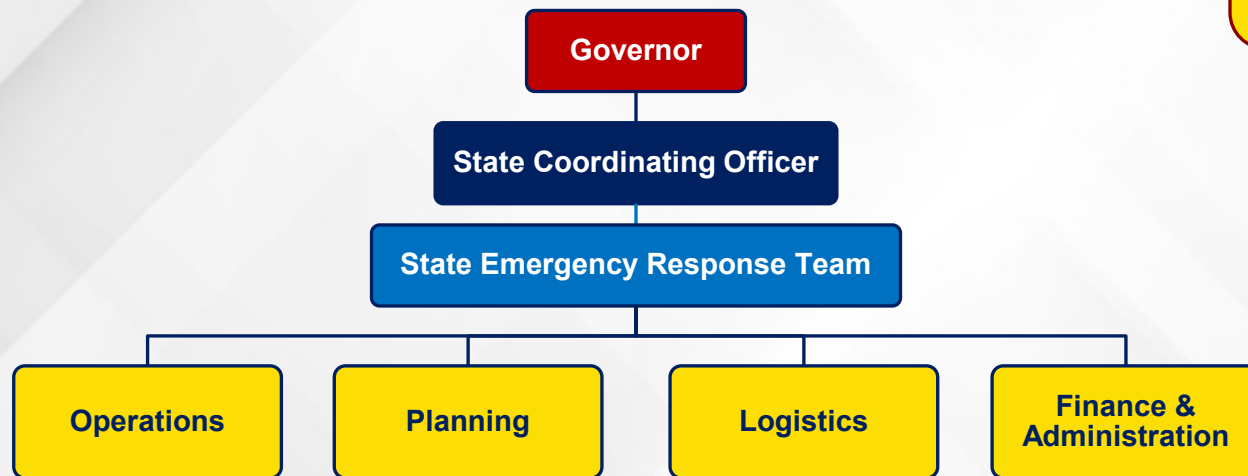 Governor
State Coordinating Officer
State Emergency Response Team
Operations
Planning
Logistics
Finance &
Administration